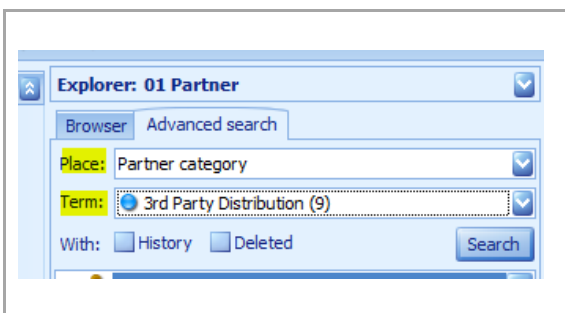 Explorer: 01 Partner
Browser Advanced search
Place: Partner category
Term: 3rd Party Distribution (9)
With: History Deleted Search